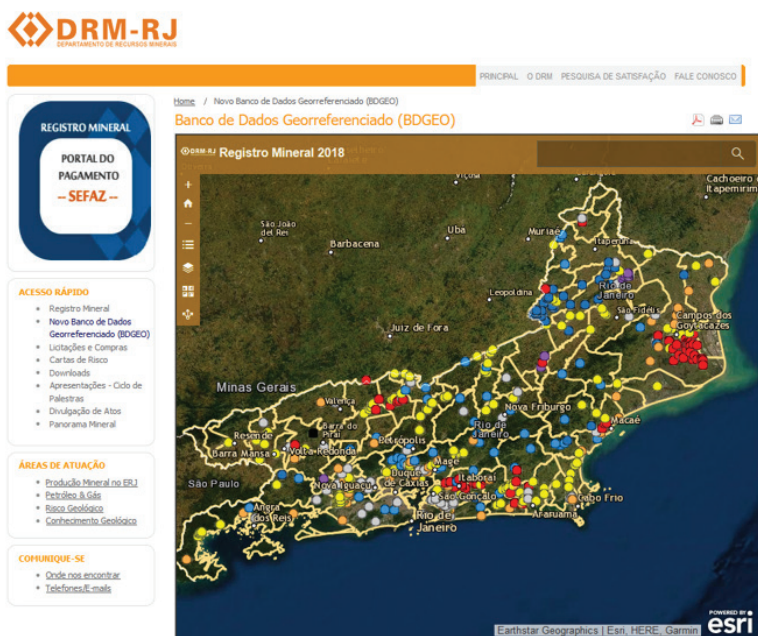 DRM-RJ
DEPARTAMENTO DE RECURSOS MINERAIS
PRINCIPAL O DRM PESQUISA DE SATISFAÇÃO FALE CONOSCO
Home / Novo Banco de Dados Georreferenciado (BDGEO)
Banco de Dados Georreferenciado (BDGEO)
REGISTRO MINERAL
PORTAL DO
PAGAMENTO
-- SEFAZ --
ACESSO RÁPIDO
Registro Mineral
Novo Banco de Dados
Georreferenciado (BDGEO)
Licitações e Compras
Cartas de Risco
Downloads
Apresentações - Ciclo de
Palestras
Divulgação de Atos
Panorama Mineral
ÁREAS DE ATUAÇÃO
Produção Mineral no ERJ
Petróleo & Gás
Risco Geológico
Conhecimento Geológico
COMUNIQUE-SE
Onde nos encontrar
Telefones/E-mails
DRM-RJ Registro Mineral 2018
Viçosa
Cachoeiro
Itapemirim
São João
del Rei
Ubá
Muriaé
Barbacena
Itaperuna
Leopoldina
Rio de
Janeiro
São Fidélis
Campos dos
Goytacazes
Juiz de Fora
Minas Gerais
Valença
Nova Friburgo
Macaé
Resende
Barra do
Piraí
Rio de
Janeiro
Petrópolis
Barra Mansa
Volta Redonda
Magé
Duque
de Caxias
Itaboraí
São Paulo
Nova Iguaçu
São Gonçalo
Cabo Frio
Angra
dos Reis
Rio de
Janeiro
Araruama
POWERED BY
esri
Earthstar Geographics | Esri, HERE, Garmin